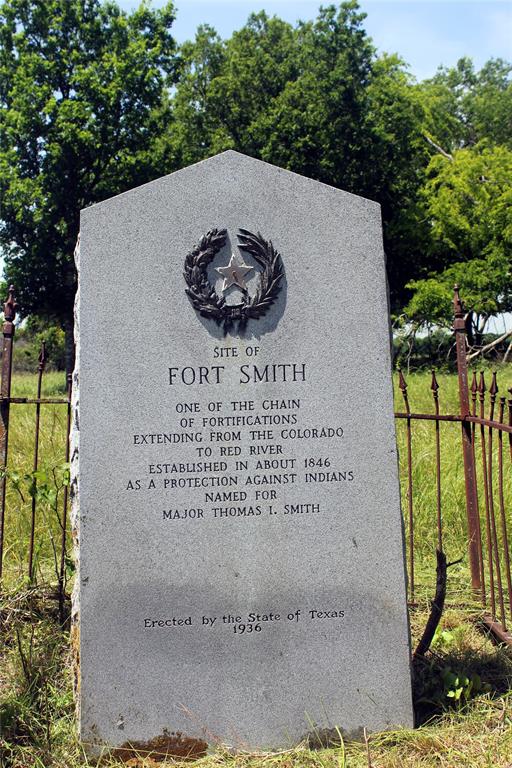 SITE OF
FORT SMITH
ONE OF THE CHAIN
OF FORTIFICATIONS
EXTENDING FROM THE COLORADO
TO RED RIVER
ESTABLISHED IN ABOUT 1846
AS A PROTECTION AGAINST INDIANS
NAMED FOR
MAJOR THOMAS I. SMITH
Erected by the State of Texas
1936